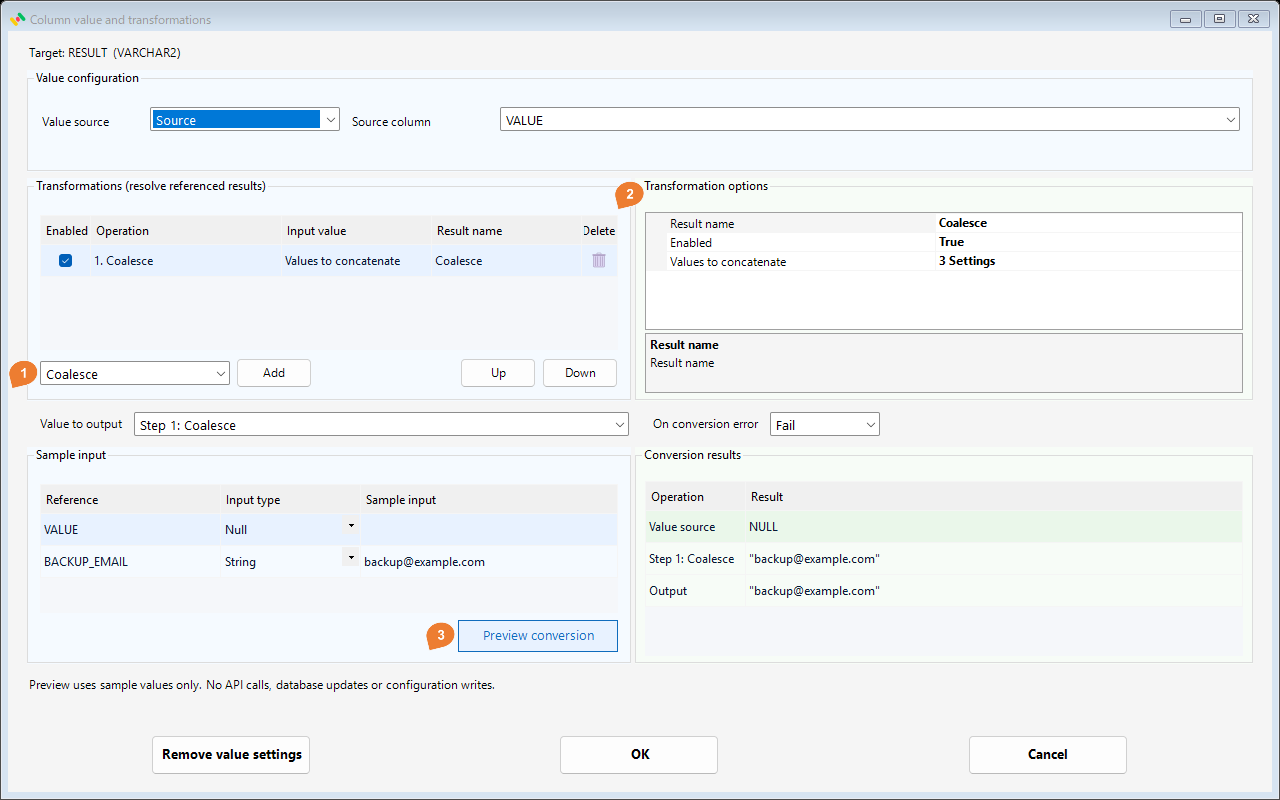 Column value and transformations
Target: RESULT (VARCHAR2)
Value configuration
Value source Source Source column VALUE
Transformations (resolve referenced results)
Enabled Operation Input value Result name Delete
1. Coalesce Values to concatenate Coalesce
1 Coalesce Add Up Down
2 Transformation options
Result name Coalesce
Enabled True
Values to concatenate 3 Settings
Result name
Result name
Value to output Step 1: Coalesce On conversion error Fail
Sample input
Reference Input type Sample input
VALUE Null
BACKUP_EMAIL String backup@example.com
3 Preview conversion
Conversion results
Operation Result
Value source NULL
Step 1: Coalesce "backup@example.com"
Output "backup@example.com"
Preview uses sample values only. No API calls, database updates or configuration writes.
Remove value settings OK Cancel